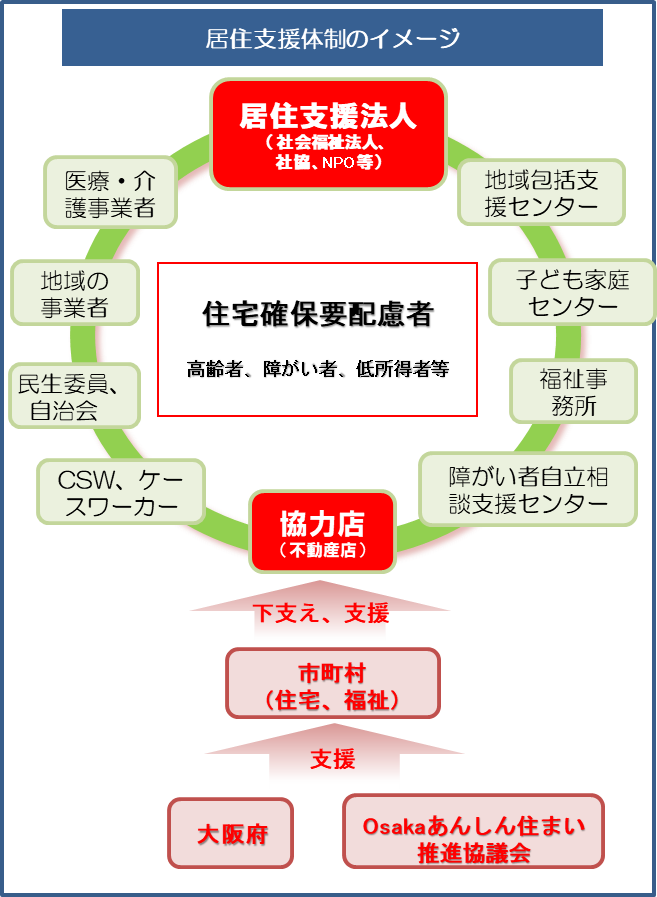 居住支援体制のイメージ
居住支援法人
（社会福祉法人、
社協、NPO等）
医療・介
護事業者
地域包括支
援センター
地域の
事業者
子ども家庭
センター
住宅確保要配慮者
高齢者、障がい者、低所得者等
民生委員、
自治会
福祉事
務所
CSW、ケー
スワーカー
障がい者自立相
談支援センター
協力店
（不動産店）
下支え、支援
市町村
（住宅、福祉）
支援
大阪府
Osakaあんしん住まい
推進協議会